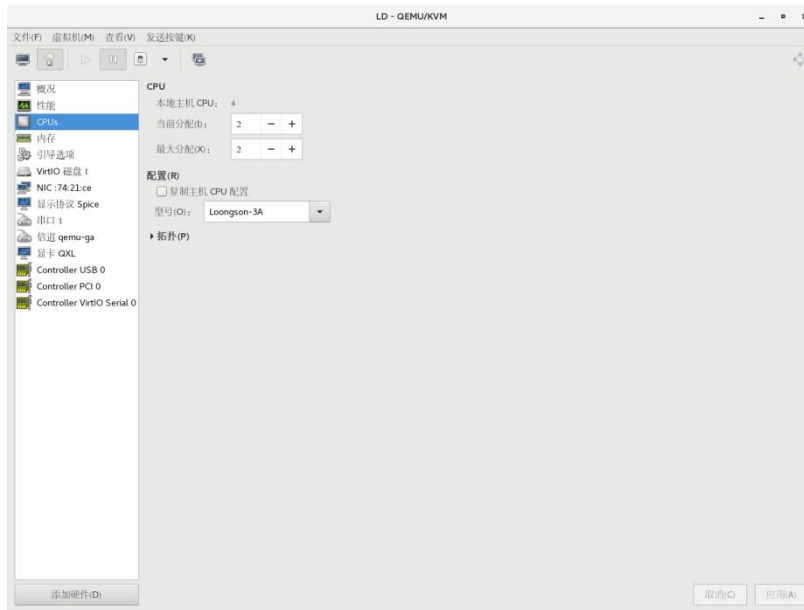 LD - QEMU/KVM
文件(F) 虚拟机(M) 查看(V) 发送按键(K)
概况
性能
CPUs
内存
引导选项
VirtIO 磁盘 1
NIC :74:21:ce
显示协议 Spice
串口 1
信道 qemu-ga
显卡 QXL
Controller USB 0
Controller PCI 0
Controller VirtIO Serial 0
添加硬件(D)
CPU
本地主机 CPU： 4
当前分配(I)： 2 − +
最大分配(X)： 2 − +
配置(R)
复制主机 CPU 配置
型号(O)： Loongson-3A
拓扑(P)
取消(C) 应用(A)